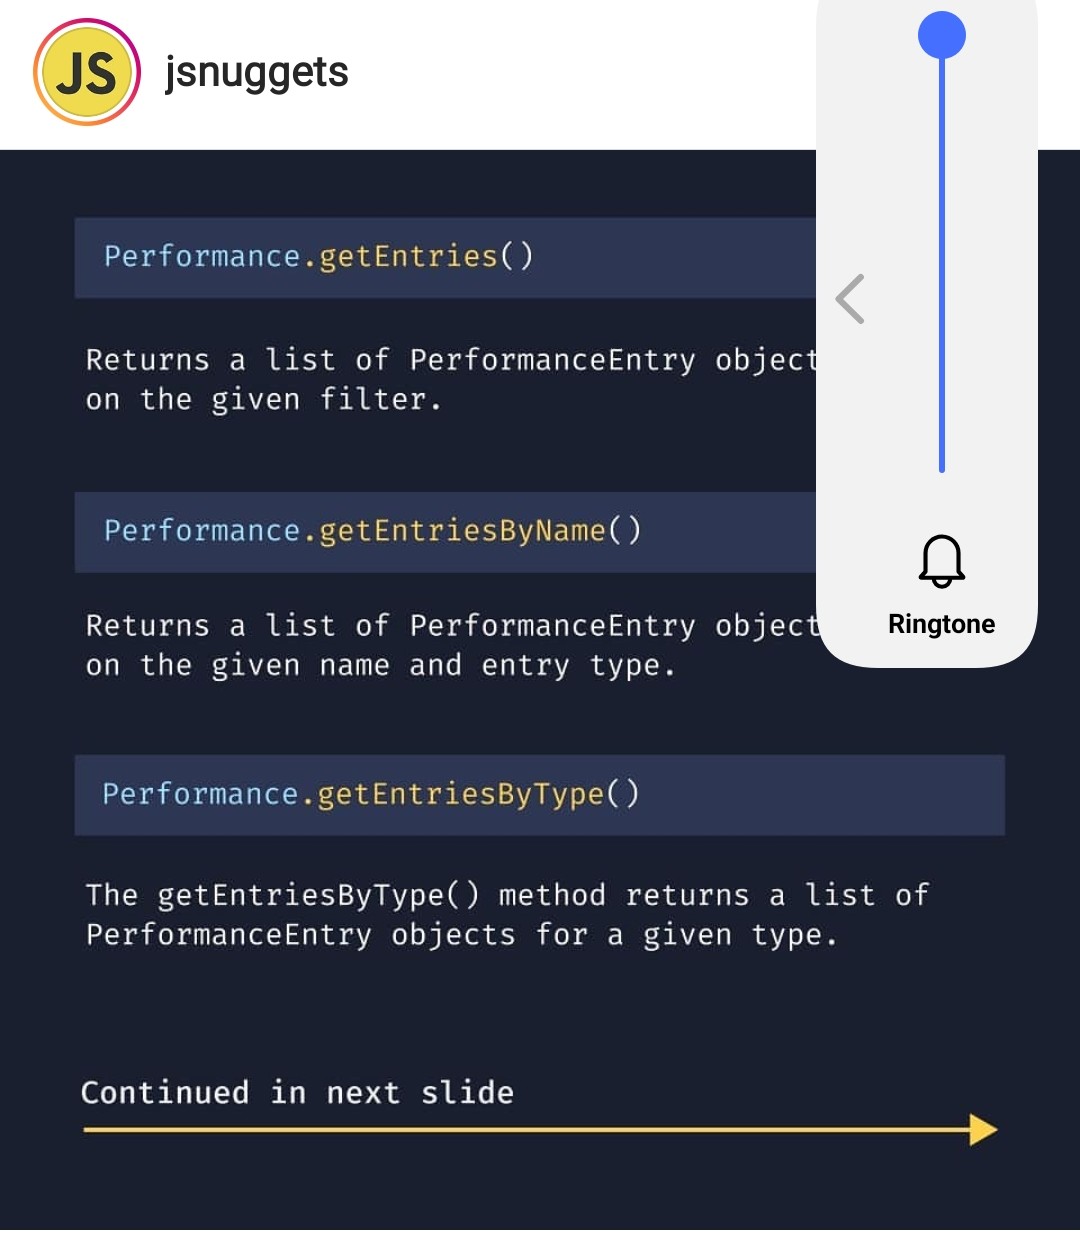 JS
jsnuggets
Performance.getEntries()
Returns a list of PerformanceEntry object
on the given filter.
Performance.getEntriesByName()
Returns a list of PerformanceEntry object
on the given name and entry type.
Ringtone
Performance.getEntriesByType()
The getEntriesByType() method returns a list of
PerformanceEntry objects for a given type.
Continued in next slide